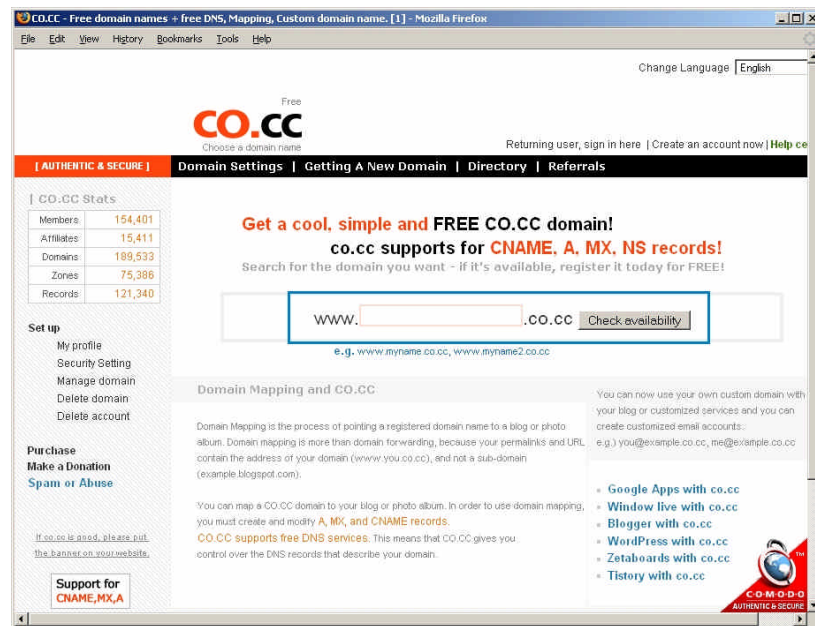 CO.CC - Free domain names + free DNS, Mapping, Custom domain name. [1] - Mozilla Firefox
File Edit View History Bookmarks Tools Help
Change Language English
Free
CO.CC
Choose a domain name
Returning user, sign in here | Create an account now | Help ce
[ AUTHENTIC & SECURE ] Domain Settings | Getting A New Domain | Directory | Referrals
| CO.CC Stats
Members 154,401
Affiliates 15,411
Domains 189,533
Zones 75,386
Records 121,340
Set up
My profile
Security Setting
Manage domain
Delete domain
Delete account
Purchase
Make a Donation
Spam or Abuse
If co.cc is good, please put
the banner on your website.
Support for
CNAME,MX,A
Get a cool, simple and FREE CO.CC domain!
co.cc supports for CNAME, A, MX, NS records!
Search for the domain you want - if it's available, register it today for FREE!
www. .co.cc Check availability
e.g. www.myname.co.cc, www.myname2.co.cc
Domain Mapping and CO.CC
Domain Mapping is the process of pointing a registered domain name to a blog or photo
album. Domain mapping is more than domain forwarding, because your permalinks and URL
contain the address of your domain (www.you.co.cc), and not a sub-domain
(example.blogspot.com).
You can map a CO.CC domain to your blog or photo album. In order to use domain mapping,
you must create and modify A, MX, and CNAME records.
CO.CC supports free DNS services. This means that CO.CC gives you
control over the DNS records that describe your domain.
You can now use your own custom domain with
your blog or customized services and you can
create customized email accounts.
e.g.) you@example.co.cc, me@example.co.cc
Google Apps with co.cc
Window live with co.cc
Blogger with co.cc
WordPress with co.cc
Zetaboards with co.cc
Tistory with co.cc
TM
C·O·M·O·D·O
AUTHENTIC & SECURE